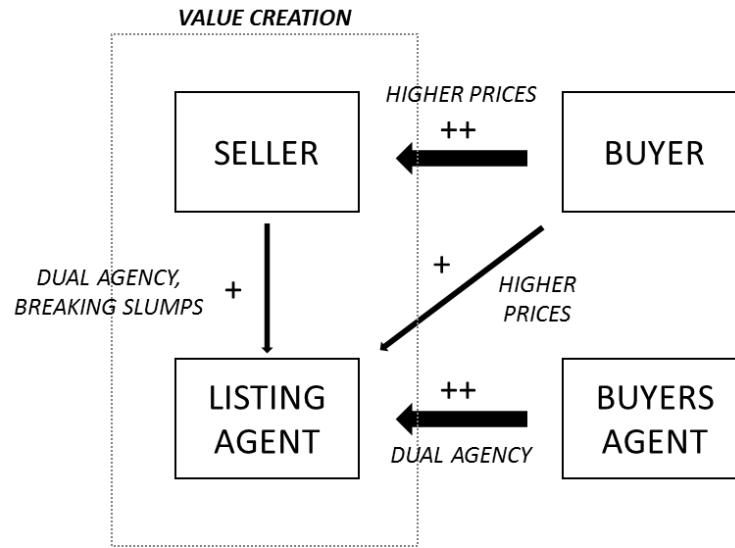 VALUE CREATION
HIGHER PRICES
++
SELLER
BUYER
DUAL AGENCY,
BREAKING SLUMPS
+
+
HIGHER
PRICES
LISTING
AGENT
++
DUAL AGENCY
BUYERS
AGENT